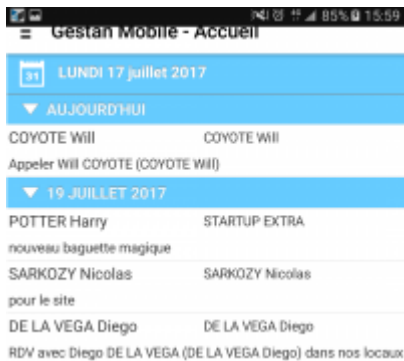 85% 15:59
Gestan Mobile - Accueil
31 LUNDI 17 juillet 2017
AUJOURD'HUI
COYOTE Will COYOTE Will
Appeler Will COYOTE (COYOTE Will)
19 JUILLET 2017
POTTER Harry STARTUP EXTRA
nouveau baguette magique
SARKOZY Nicolas SARKOZY Nicolas
pour le site
DE LA VEGA Diego DE LA VEGA Diego
RDV avec Diego DE LA VEGA (DE LA VEGA Diego) dans nos locaux